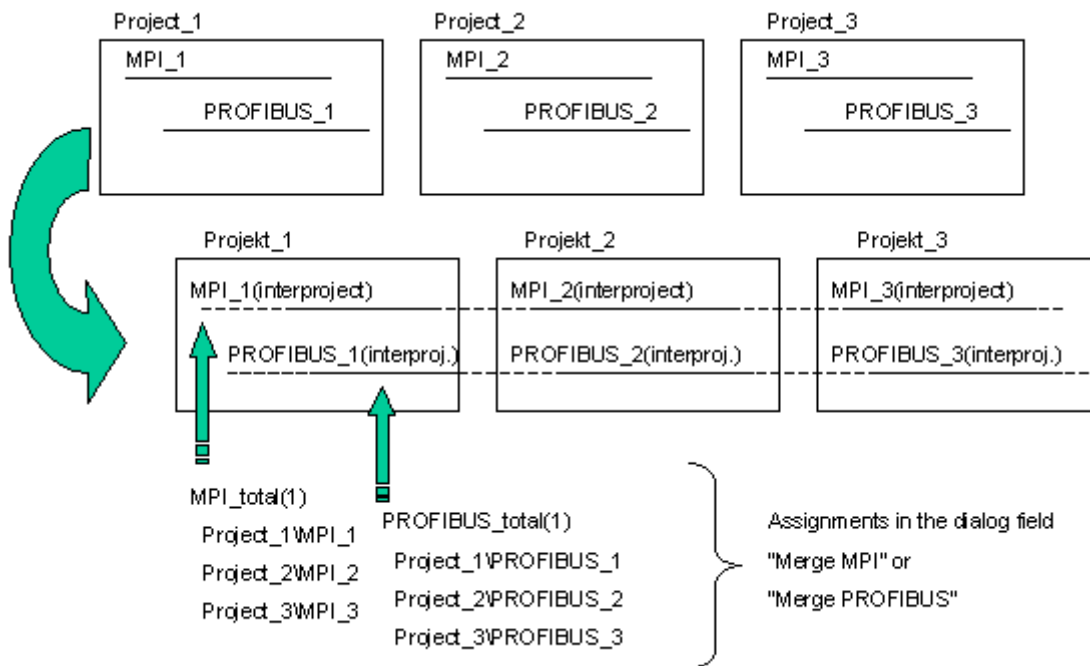 Project_1
Project_2
Project_3
MPI_1
MPI_2
MPI_3
PROFIBUS_1
PROFIBUS_2
PROFIBUS_3
Projekt_1
Projekt_2
Projekt_3
MPI_1(interproject)
MPI_2(interproject)
MPI_3(interproject)
PROFIBUS_1(interproj.)
PROFIBUS_2(interproj.)
PROFIBUS_3(interproj.)
MPI_total(1)
Project_1\MPI_1
Project_2\MPI_2
Project_3\MPI_3
PROFIBUS_total(1)
Project_1\PROFIBUS_1
Project_2\PROFIBUS_2
Project_3\PROFIBUS_3
Assignments in the dialog field
"Merge MPI" or
"Merge PROFIBUS"